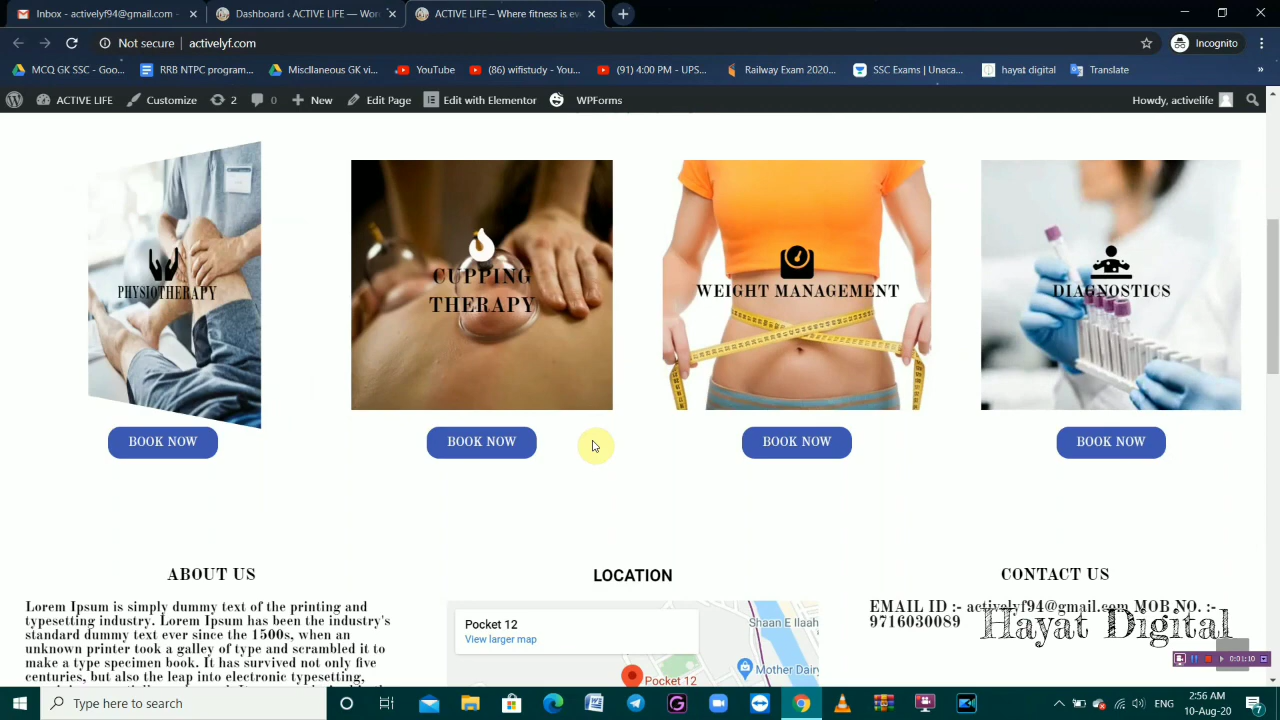 Inbox - activelyf94@gmail.com
Dashboard ‹ ACTIVE LIFE — Wor
ACTIVE LIFE – Where fitness is ev
Not secure | activelyf.com
Incognito
MCQ GK SSC - Goo...
RRB NTPC program...
Miscllaneous GK vi...
YouTube
(86) wifistudy - You...
(91) 4:00 PM - UPS...
Railway Exam 2020...
SSC Exams | Unaca...
hayat digital
Translate
»
ACTIVE LIFE
Customize
2
0
New
Edit Page
Edit with Elementor
WPForms
Howdy, activelife
PHYSIOTHERAPY
CUPPING
THERAPY
WEIGHT MANAGEMENT
DIAGNOSTICS
BOOK NOW
BOOK NOW
BOOK NOW
BOOK NOW
ABOUT US
Lorem Ipsum is simply dummy text of the printing and
typesetting industry. Lorem Ipsum has been the industry's
standard dummy text ever since the 1500s, when an
unknown printer took a galley of type and scrambled it to
make a type specimen book. It has survived not only five
centuries, but also the leap into electronic typesetting,
LOCATION
Pocket 12
View larger map
Shaan E Ilaah
Mother Dairy
Pocket 12
CONTACT US
EMAIL ID :- activelyf94@gmail.com MOB NO. :-
9716030089
Hayat Digital
0:01:10
Type here to search
ENG
2:56 AM
10-Aug-20
7